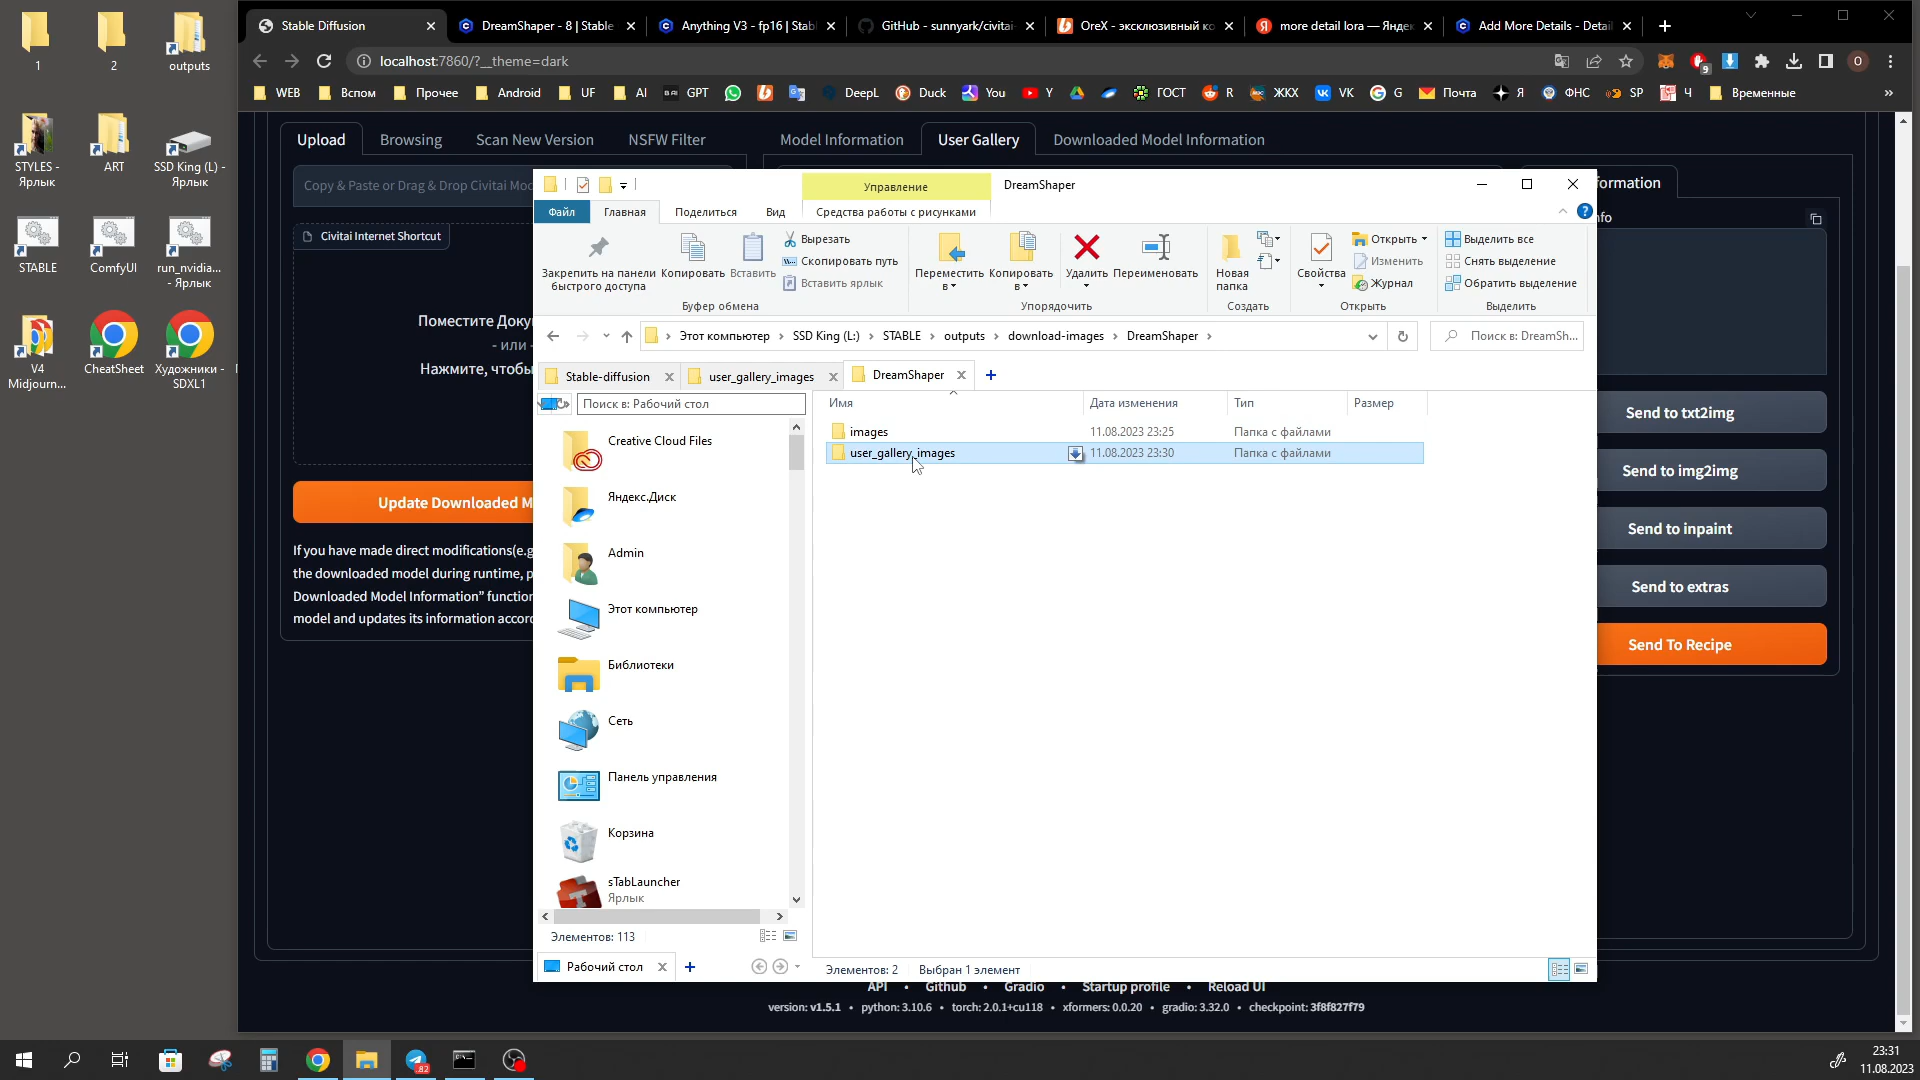 1
2
outputs
STYLES -
Ярлык
ART
SSD King (L) -
Ярлык
STABLE
ComfyUI
run_nvidia...
- Ярлык
V4
Midjourn...
CheatSheet
Художники -
SDXL1
Stable Diffusion
DreamShaper - 8 | Stable
Anything V3 - fp16 | Stabl
GitHub - sunnyark/civitai-
OreX - эксклюзивный ко
more detail lora — Яндек
Add More Details - Detail
localhost:7860/?__theme=dark
9
O
WEB
Вспом
Прочее
Android
UF
AI
GPT
DeepL
Duck
You
Y
ГОСТ
R
ЖКХ
VK
G
Почта
Я
ФНС
SP
Ч
Временные
»
Upload
Browsing
Scan New Version
NSFW Filter
Model Information
User Gallery
Downloaded Model Information
Copy & Paste or Drag & Drop Civitai Mod
Civitai Internet Shortcut
Поместите Доку
- или -
Нажмите, чтобы
Update Downloaded M
If you have made direct modifications(e.g
the downloaded model during runtime, p
Downloaded Model Information” function
model and updates its information accord
formation
nfo
Send to txt2img
Send to img2img
Send to inpaint
Send to extras
Send To Recipe
Управление
DreamShaper
Файл
Главная
Поделиться
Вид
Средства работы с рисунками
Закрепить на панели
быстрого доступа
Копировать
Вставить
Вырезать
Скопировать путь
Вставить ярлык
Буфер обмена
Переместить
в
Копировать
в
Удалить
Переименовать
Упорядочить
Новая
папка
Создать
Свойства
Открыть
Изменить
Журнал
Открыть
Выделить все
Снять выделение
Обратить выделение
Выделить
Этот компьютер
SSD King (L:)
STABLE
outputs
download-images
DreamShaper
Поиск в: DreamSh...
Stable-diffusion
user_gallery_images
DreamShaper
Поиск в: Рабочий стол
Имя
Дата изменения
Тип
Размер
images
11.08.2023 23:25
Папка с файлами
user_gallery_images
11.08.2023 23:30
Папка с файлами
Creative Cloud Files
Яндекс.Диск
Admin
Этот компьютер
Библиотеки
Сеть
Панель управления
Корзина
sTabLauncher
Ярлык
Элементов: 113
Рабочий стол
Элементов: 2
Выбран 1 элемент
API • Github • Gradio • Startup profile • Reload UI
version: v1.5.1 • python: 3.10.6 • torch: 2.0.1+cu118 • xformers: 0.0.20 • gradio: 3.32.0 • checkpoint: 3f8f827f79
82
23:31
11.08.2023